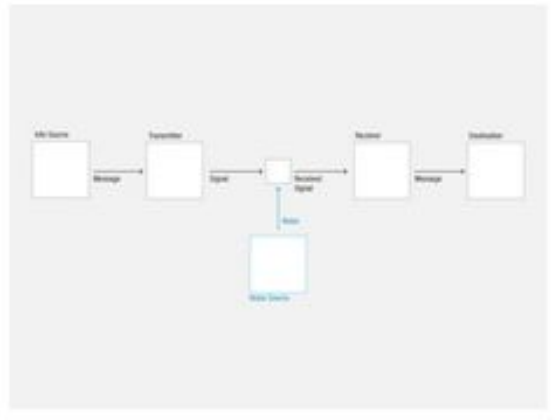 Info Source
Transmitter
Receiver
Destination
Message
Signal
Received
Signal
Message
Noise
Noise Source